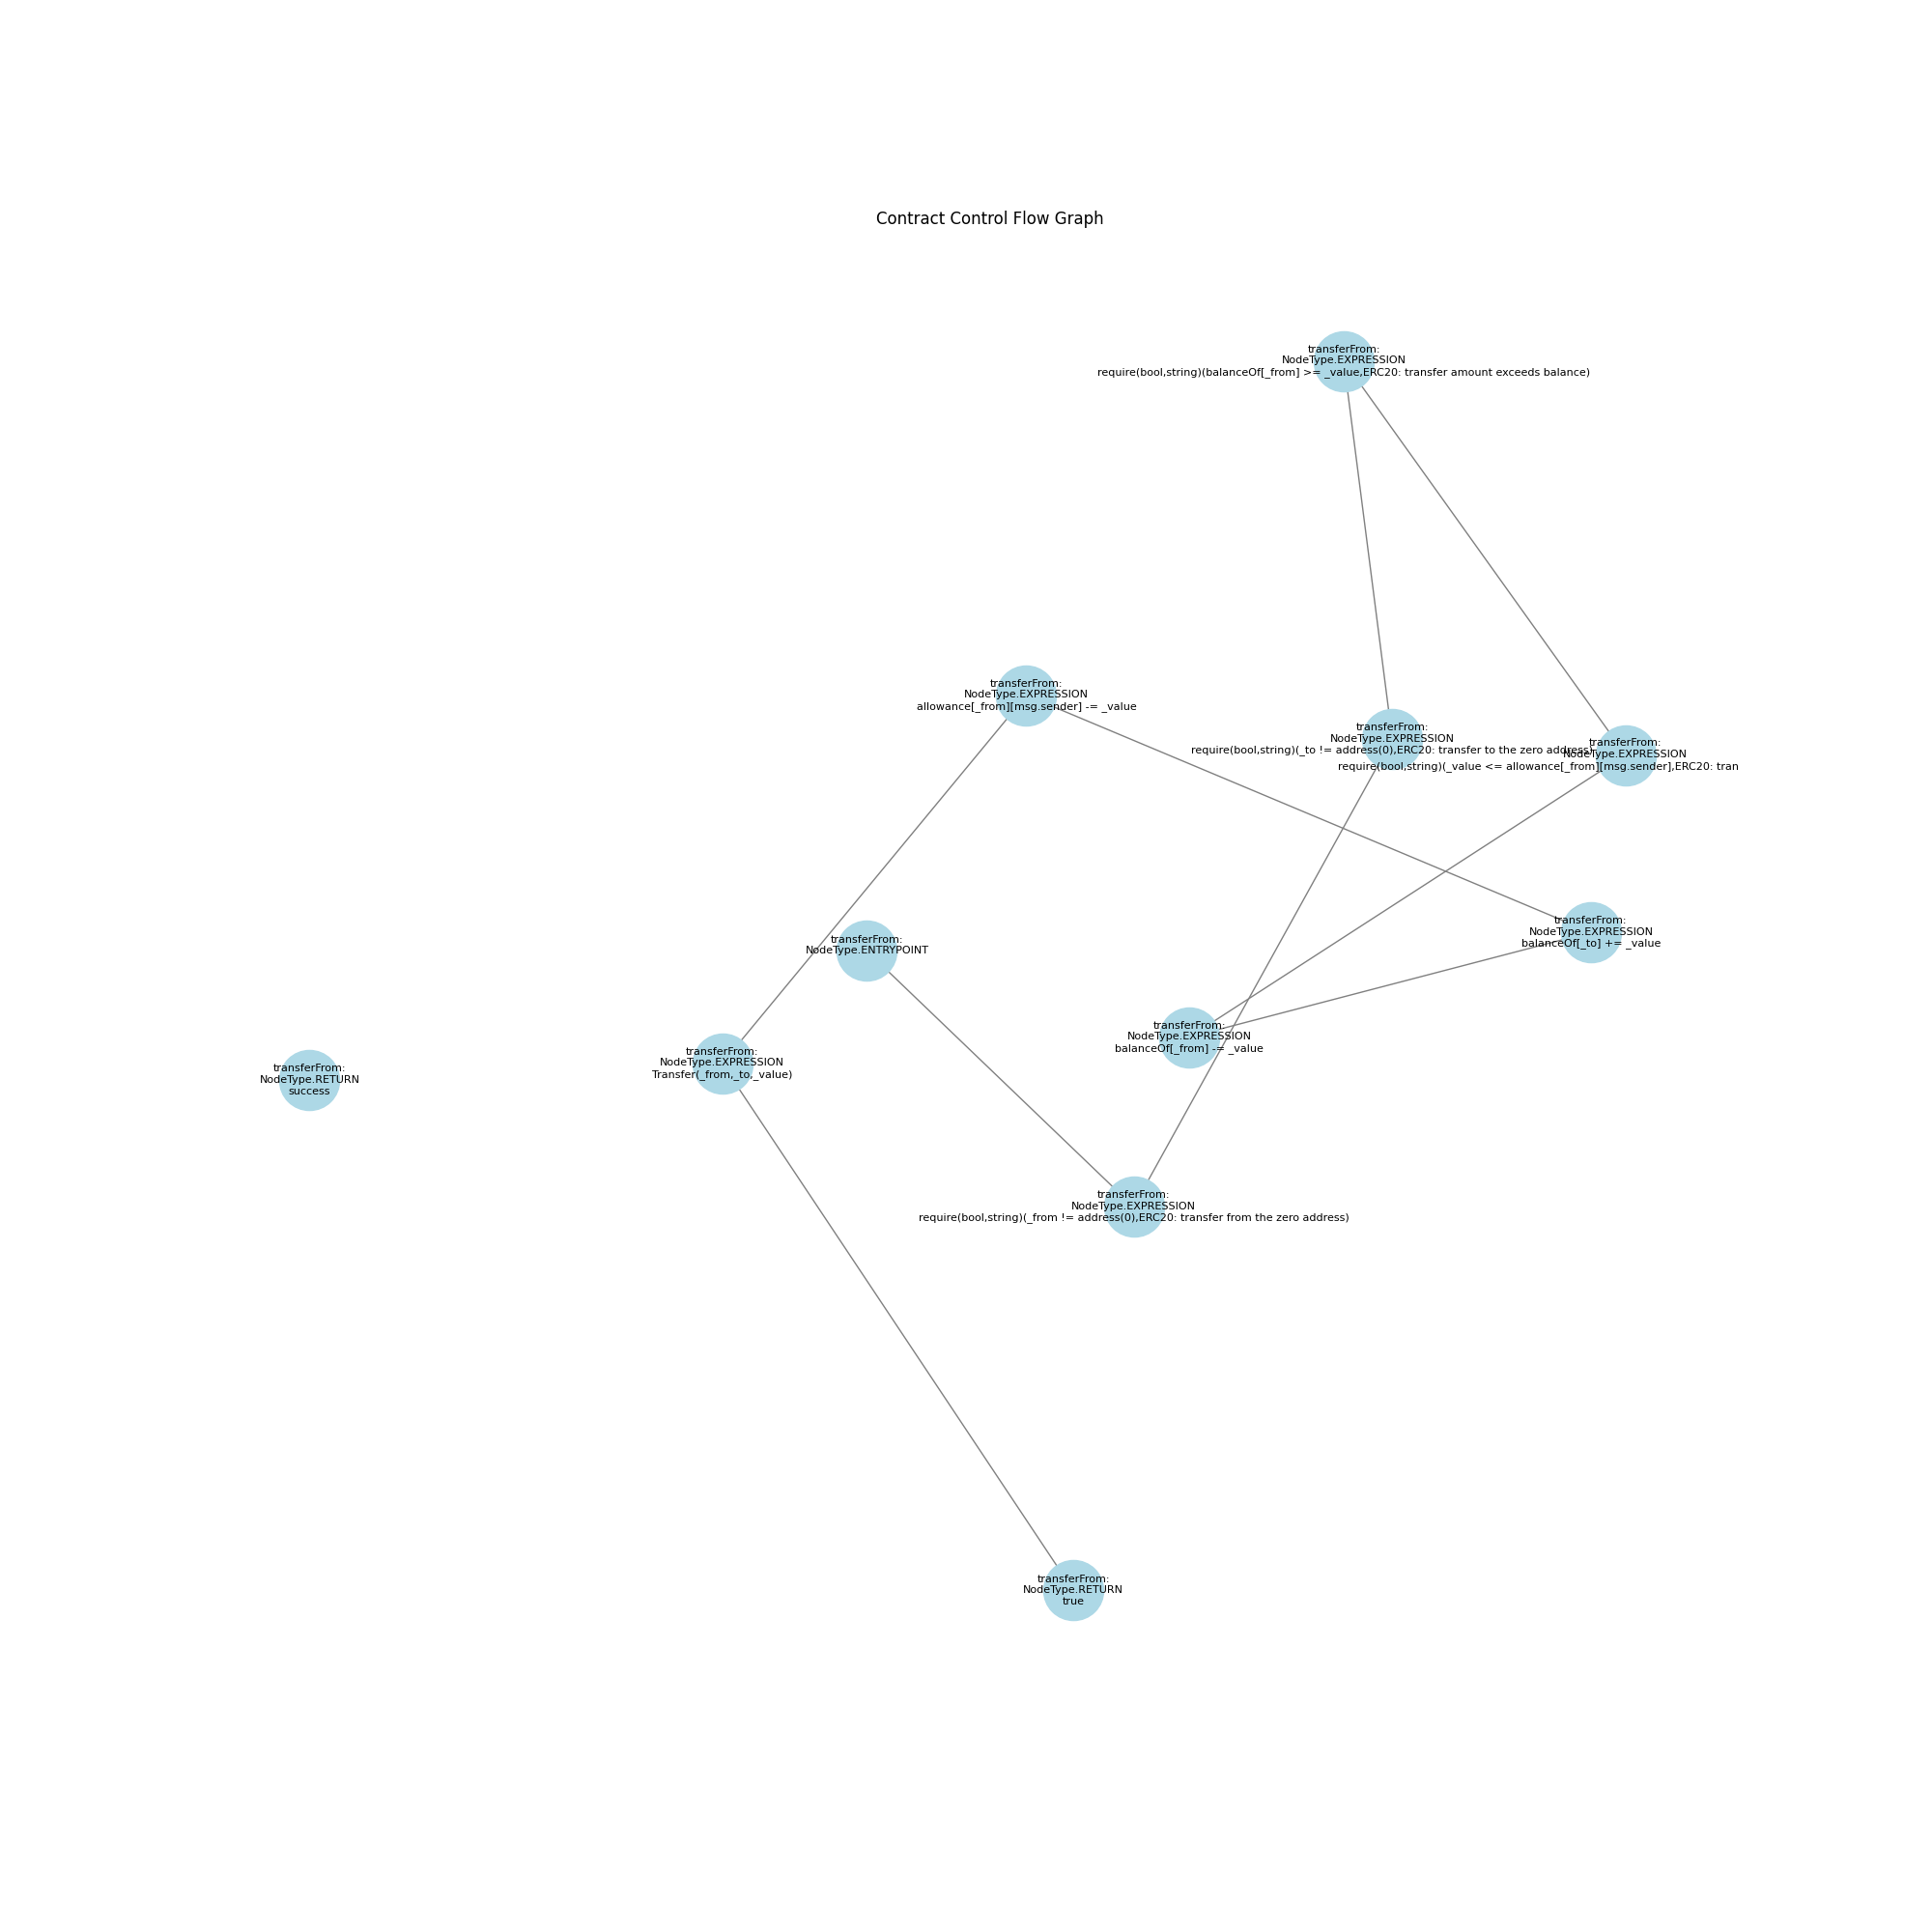 Contract Control Flow Graph
transferFrom:
NodeType.EXPRESSION
require(bool,string)(balanceOf[_from] >= _value,ERC20: transfer amount exceeds balance)
transferFrom:
NodeType.EXPRESSION
allowance[_from][msg.sender] -= _value
transferFrom:
NodeType.EXPRESSION
require(bool,string)(_to != address(0),ERC20: transfer to the zero address)
transferFrom:
NodeType.EXPRESSION
require(bool,string)(_value <= allowance[_from][msg.sender],ERC20: tran
transferFrom:
NodeType.EXPRESSION
balanceOf[_to] += _value
transferFrom:
NodeType.ENTRYPOINT
transferFrom:
NodeType.EXPRESSION
balanceOf[_from] -= _value
transferFrom:
NodeType.EXPRESSION
Transfer(_from,_to,_value)
transferFrom:
NodeType.RETURN
success
transferFrom:
NodeType.EXPRESSION
require(bool,string)(_from != address(0),ERC20: transfer from the zero address)
transferFrom:
NodeType.RETURN
true